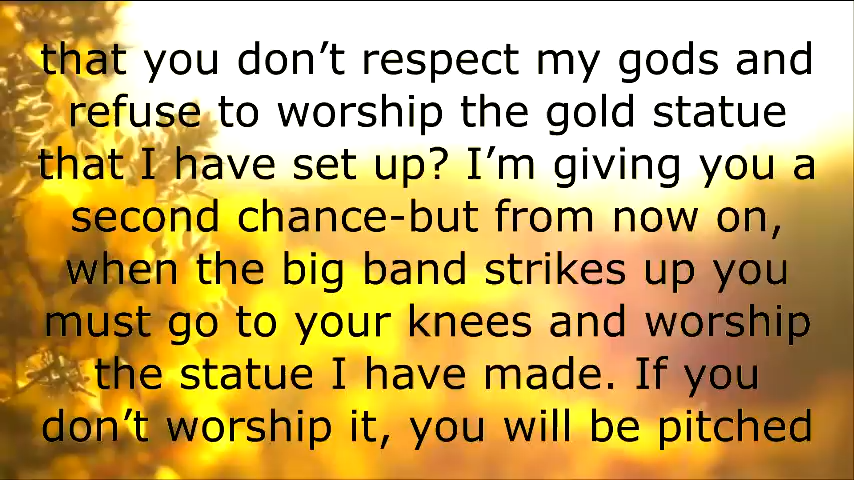 that you don’t respect my gods and
refuse to worship the gold statue
that I have set up? I’m giving you a
second chance-but from now on,
when the big band strikes up you
must go to your knees and worship
the statue I have made. If you
don’t worship it, you will be pitched